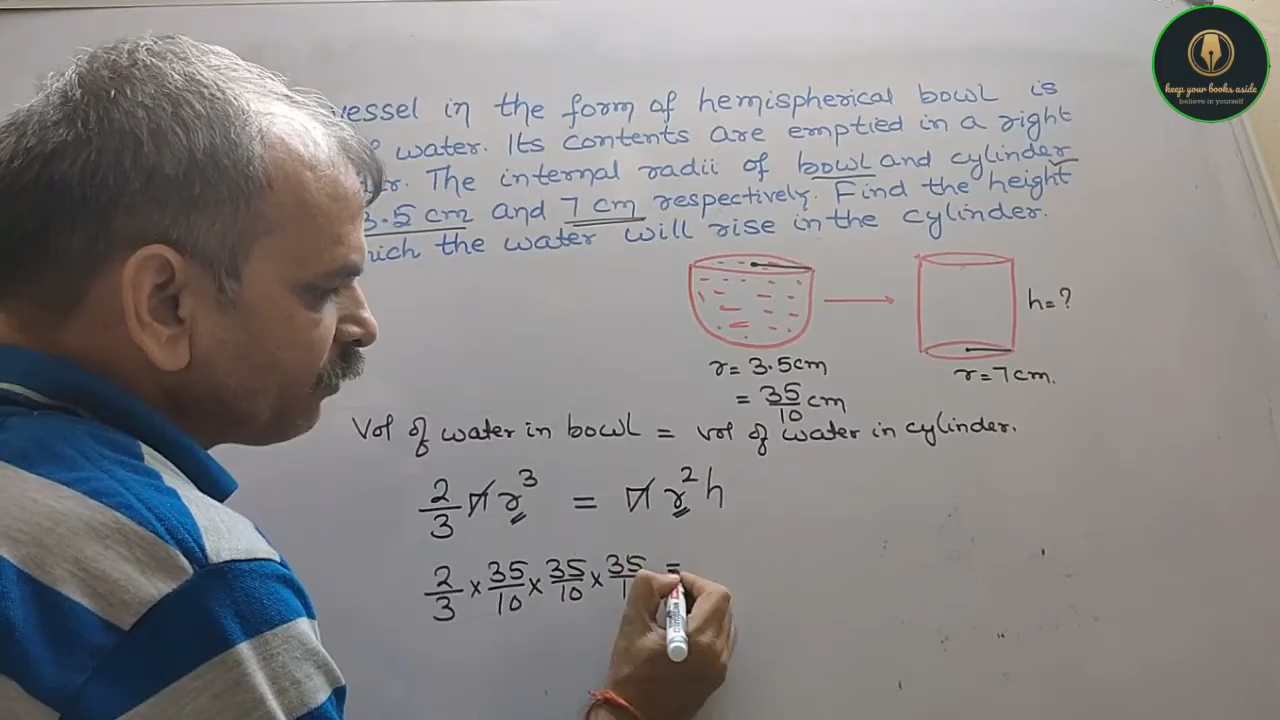 vessel in the form of hemispherical bowl is
of water. Its contents are emptied in a right
The internal radii of bowl and cylinder
3.5 cm and 7 cm respectively. Find the height
which the water will rise in the cylinder.
h=?
r= 3.5cm
r=7cm.
= 35/10 cm
Vol of water in bowl = vol of water in cylinder.
2/3 π r³ = π r² h
2/3 × 35/10 × 35/10 × 35/1 =
keep your books aside
believe in yourself